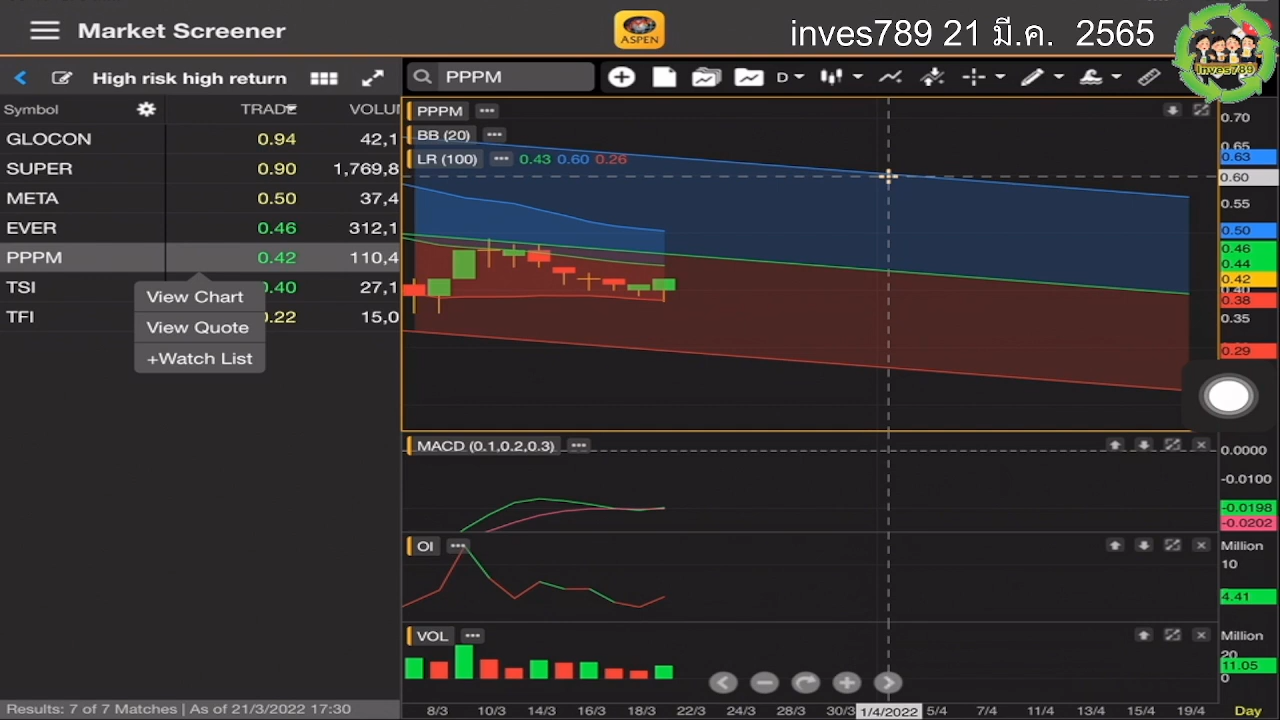 Market Screener
ASPEN
inves789 21 มี.ค. 2565
Inves789
High risk high return
PPPM
D
Symbol TRADE VOLU
GLOCON 0.94 42,1
SUPER 0.90 1,769,8
META 0.50 37,4
EVER 0.46 312,1
PPPM 0.42 110,4
TSI 0.40 27,1
TFI 0.22 15,0
View Chart
View Quote
+Watch List
PPPM
BB (20)
LR (100) 0.43 0.60 0.26
0.70
0.65
0.63
0.60
0.55
0.50
0.46
0.44
0.42
0.40
0.38
0.35
0.29
MACD (0.1,0.2,0.3)
0.0000
-0.0100
-0.0198
-0.0202
OI
Million
10
4.41
VOL
Million
20
11.05
0
Results: 7 of 7 Matches | As of 21/3/2022 17:30
8/3 10/3 14/3 16/3 18/3 22/3 24/3 28/3 30/3 1/4/2022 5/4 7/4 11/4 13/4 15/4 19/4 Day